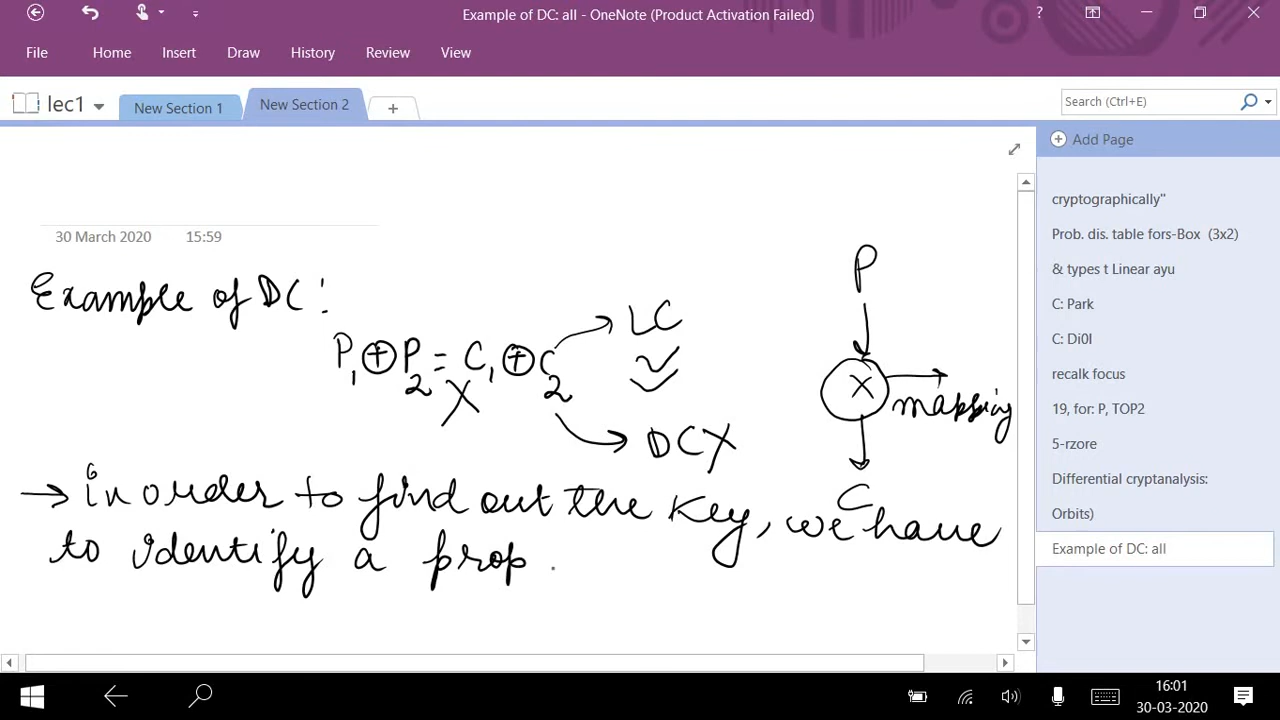 Example of DC: all - OneNote (Product Activation Failed)
?
File Home Insert Draw History Review View
lec1 New Section 1 New Section 2 +
Search (Ctrl+E)
Add Page
cryptographically"
Prob. dis. table fors-Box (3x2)
& types t Linear ayu
C: Park
C: Di0l
recalk focus
19, for: P, TOP2
5-rzore
Differential cryptanalysis:
Orbits)
Example of DC: all
30 March 2020 15:59
Example of DC:
P1⊕P2 = C1⊕C2
X
LC
DCX
P
X
mapping
C
→ in order to find out the key, we have
to identify a prop
16:01
30-03-2020